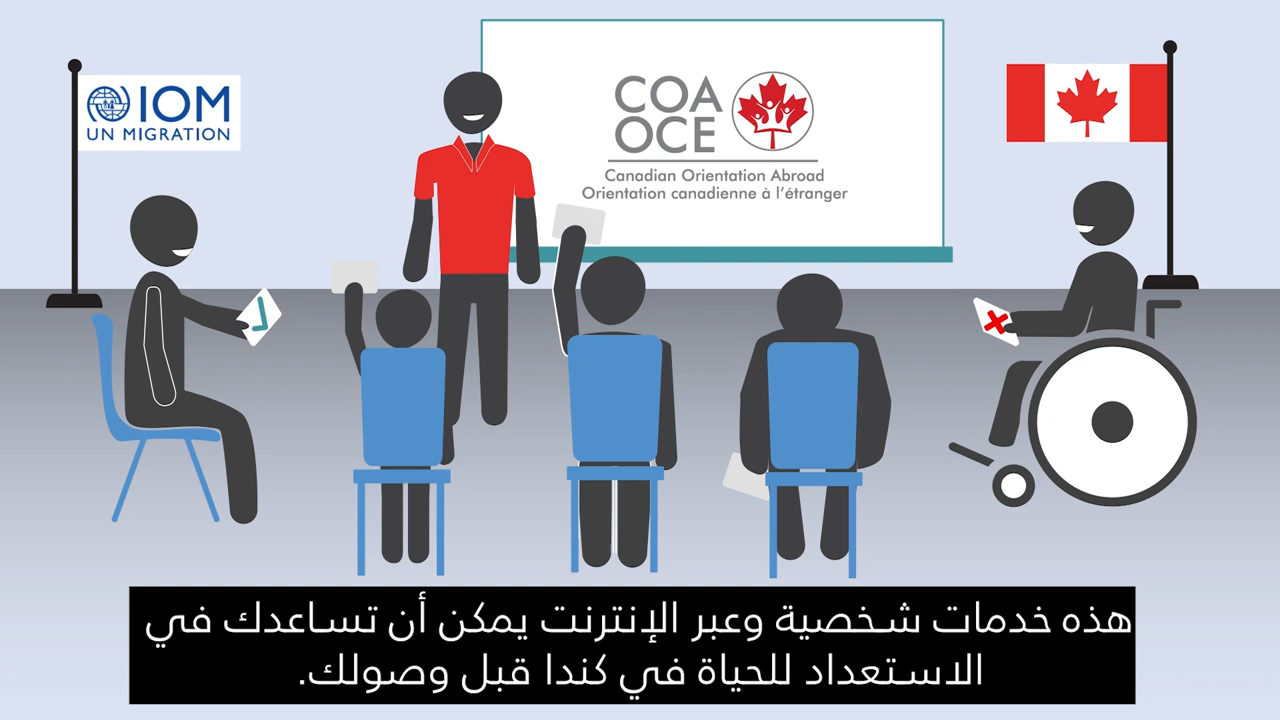 IOM
UN MIGRATION
COA
OCE
Canadian Orientation Abroad
Orientation canadienne à l'étranger
هذه خدمات شخصية وعبر الإنترنت يمكن أن تساعدك في
الاستعداد للحياة في كندا قبل وصولك.